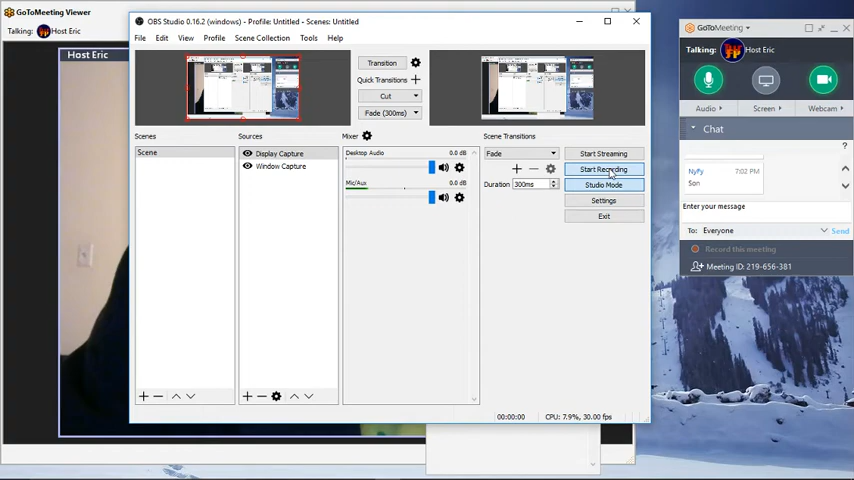 GoToMeeting Viewer
Talking: Host Eric
Host Eric
OBS Studio 0.16.2 (windows) - Profile: Untitled - Scenes: Untitled
File Edit View Profile Scene Collection Tools Help
Transition
Quick Transitions
Cut
Fade (300ms)
Scenes
Scene
Sources
Display Capture
Window Capture
Mixer
Desktop Audio 0.0 dB
Mic/Aux 0.0 dB
Scene Transitions
Fade
Duration 300ms
Start Streaming
Start Recording
Studio Mode
Settings
Exit
00:00:00 CPU: 7.9%, 30.00 fps
GoToMeeting
Talking: Host Eric
Audio Screen Webcam
Chat
?
Nyfy 7:02 PM
Son
Enter your message
To: Everyone Send
Record this meeting
Meeting ID: 219-656-381